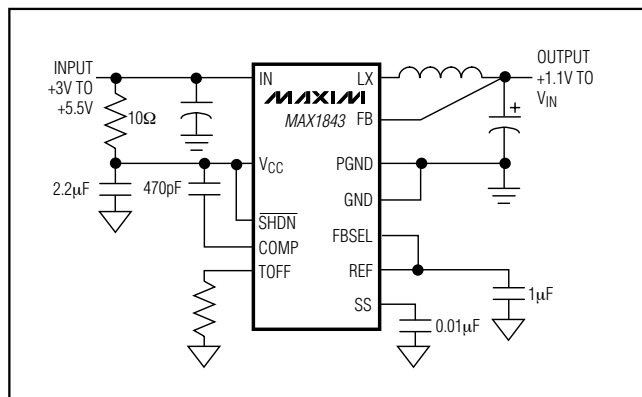 INPUT
+3V TO
+5.5V
10Ω
2.2µF
470pF
IN
VCC
SHDN
COMP
TOFF
MAXIM
MAX1843
LX
FB
PGND
GND
FBSEL
REF
SS
OUTPUT
+1.1V TO
VIN
+
1µF
0.01µF